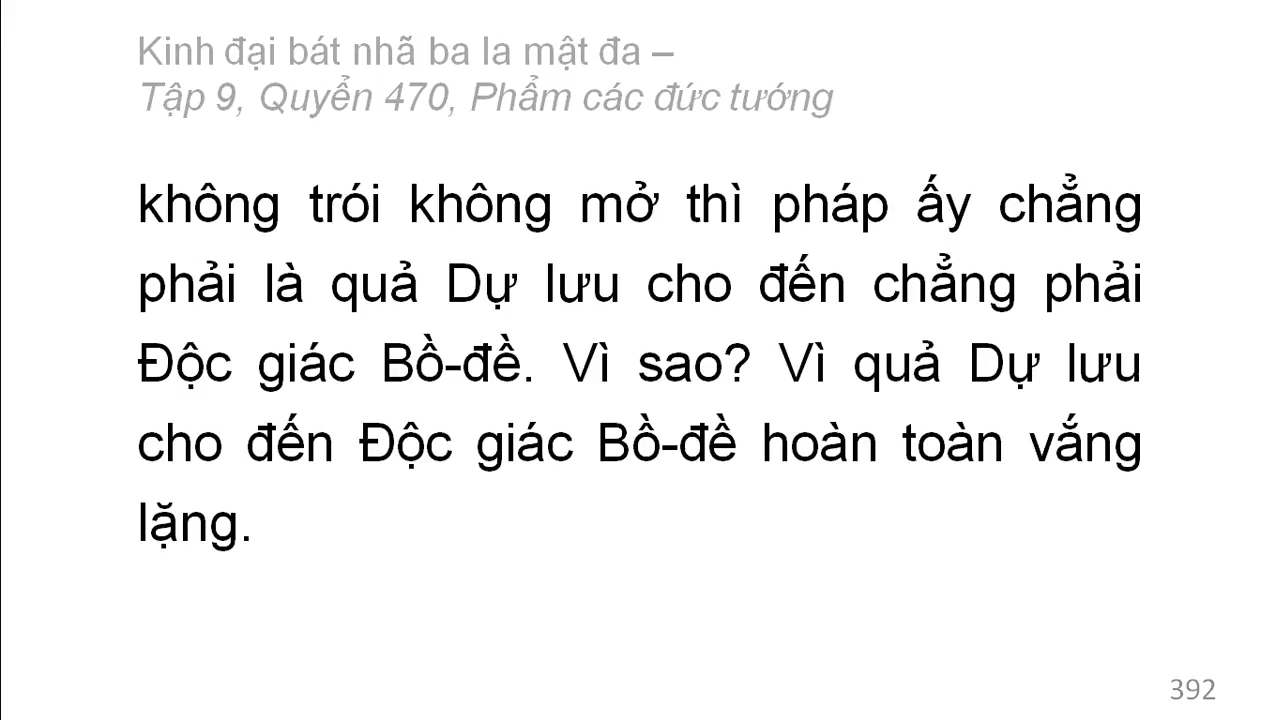 Kinh đại bát nhã ba la mật đa –
Tập 9, Quyển 470, Phẩm các đức tướng
không trói không mở thì pháp ấy chẳng
phải là quả Dự lưu cho đến chẳng phải
Độc giác Bồ-đề. Vì sao? Vì quả Dự lưu
cho đến Độc giác Bồ-đề hoàn toàn vắng
lặng.
392